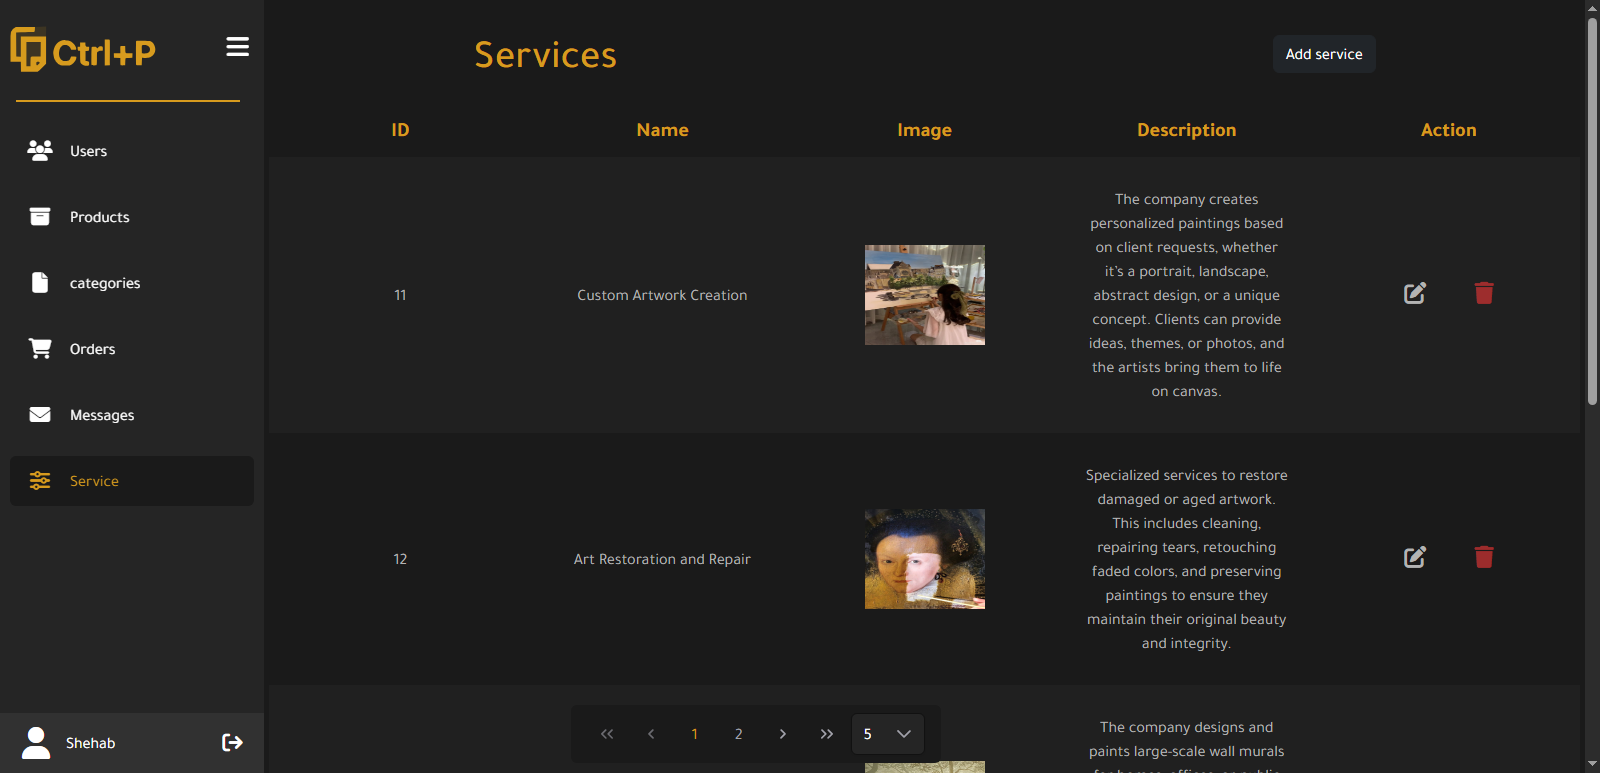 Ctrl+P
Users
Products
categories
Orders
Messages
Service
Shehab
Services
Add service
ID
Name
Image
Description
Action
11
Custom Artwork Creation
The company creates
personalized paintings based
on client requests, whether
it's a portrait, landscape,
abstract design, or a unique
concept. Clients can provide
ideas, themes, or photos, and
the artists bring them to life
on canvas.
12
Art Restoration and Repair
Specialized services to restore
damaged or aged artwork.
This includes cleaning,
repairing tears, retouching
faded colors, and preserving
paintings to ensure they
maintain their original beauty
and integrity.
The company designs and
paints large-scale wall murals
1
2
5